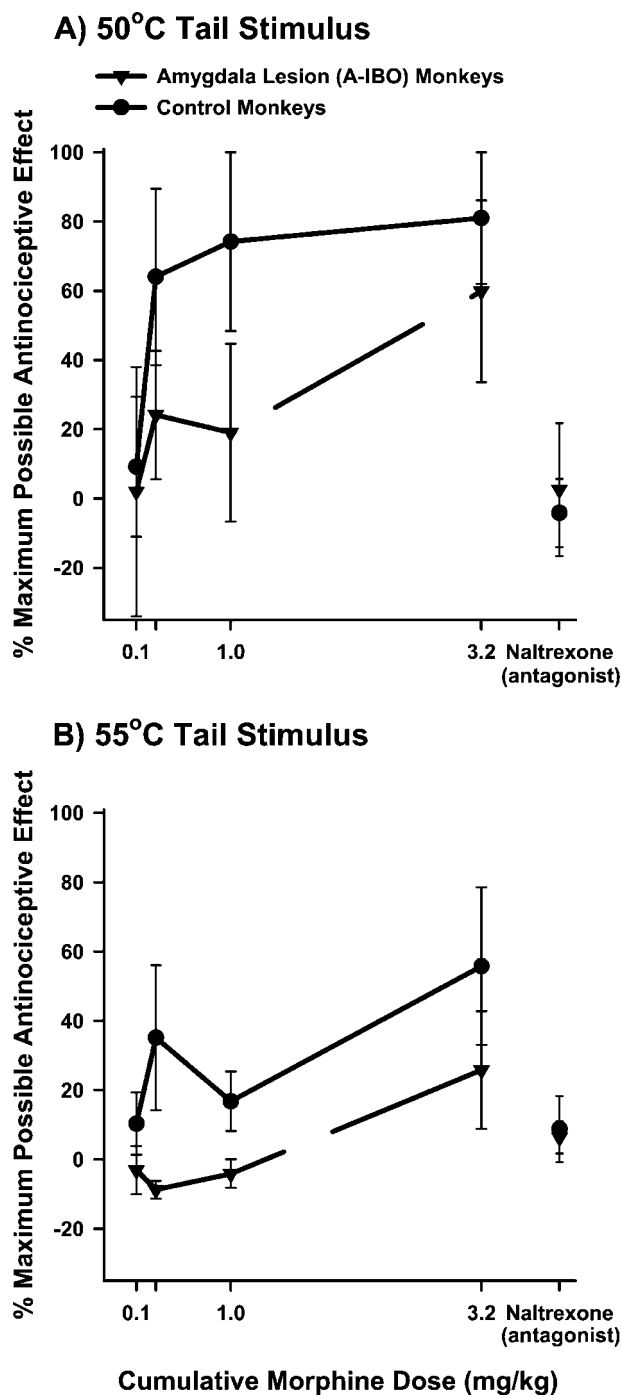 A) 50°C Tail Stimulus
Amygdala Lesion (A-IBO) Monkeys
Control Monkeys
% Maximum Possible Antinociceptive Effect
100
80
60
40
20
0
-20
0.1 1.0 3.2 Naltrexone
(antagonist)
B) 55°C Tail Stimulus
% Maximum Possible Antinociceptive Effect
100
80
60
40
20
0
-20
0.1 1.0 3.2 Naltrexone
(antagonist)
Cumulative Morphine Dose (mg/kg)